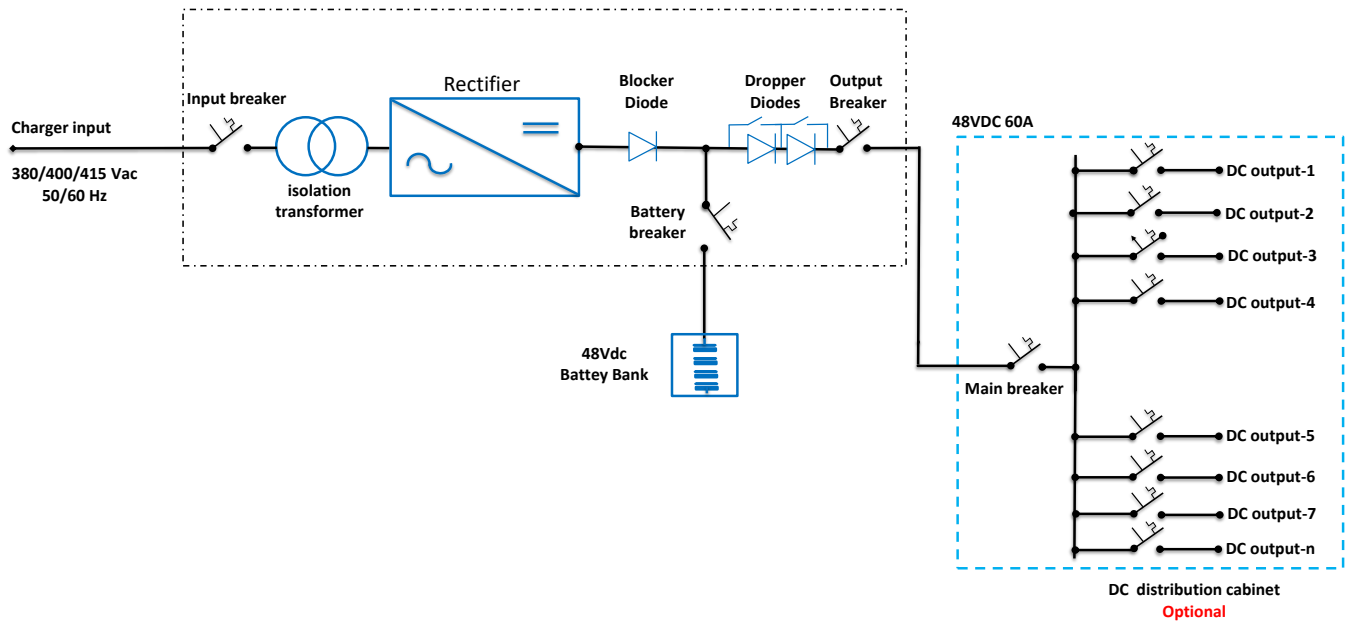 Rectifier
Blocker
Diode
Dropper
Diodes
Output
Breaker
Input breaker
Charger input
380/400/415 Vac
50/60 Hz
isolation
transformer
Battery
breaker
48Vdc
Battey Bank
48VDC 60A
DC output-1
DC output-2
DC output-3
DC output-4
Main breaker
DC output-5
DC output-6
DC output-7
DC output-n
DC distribution cabinet
Optional